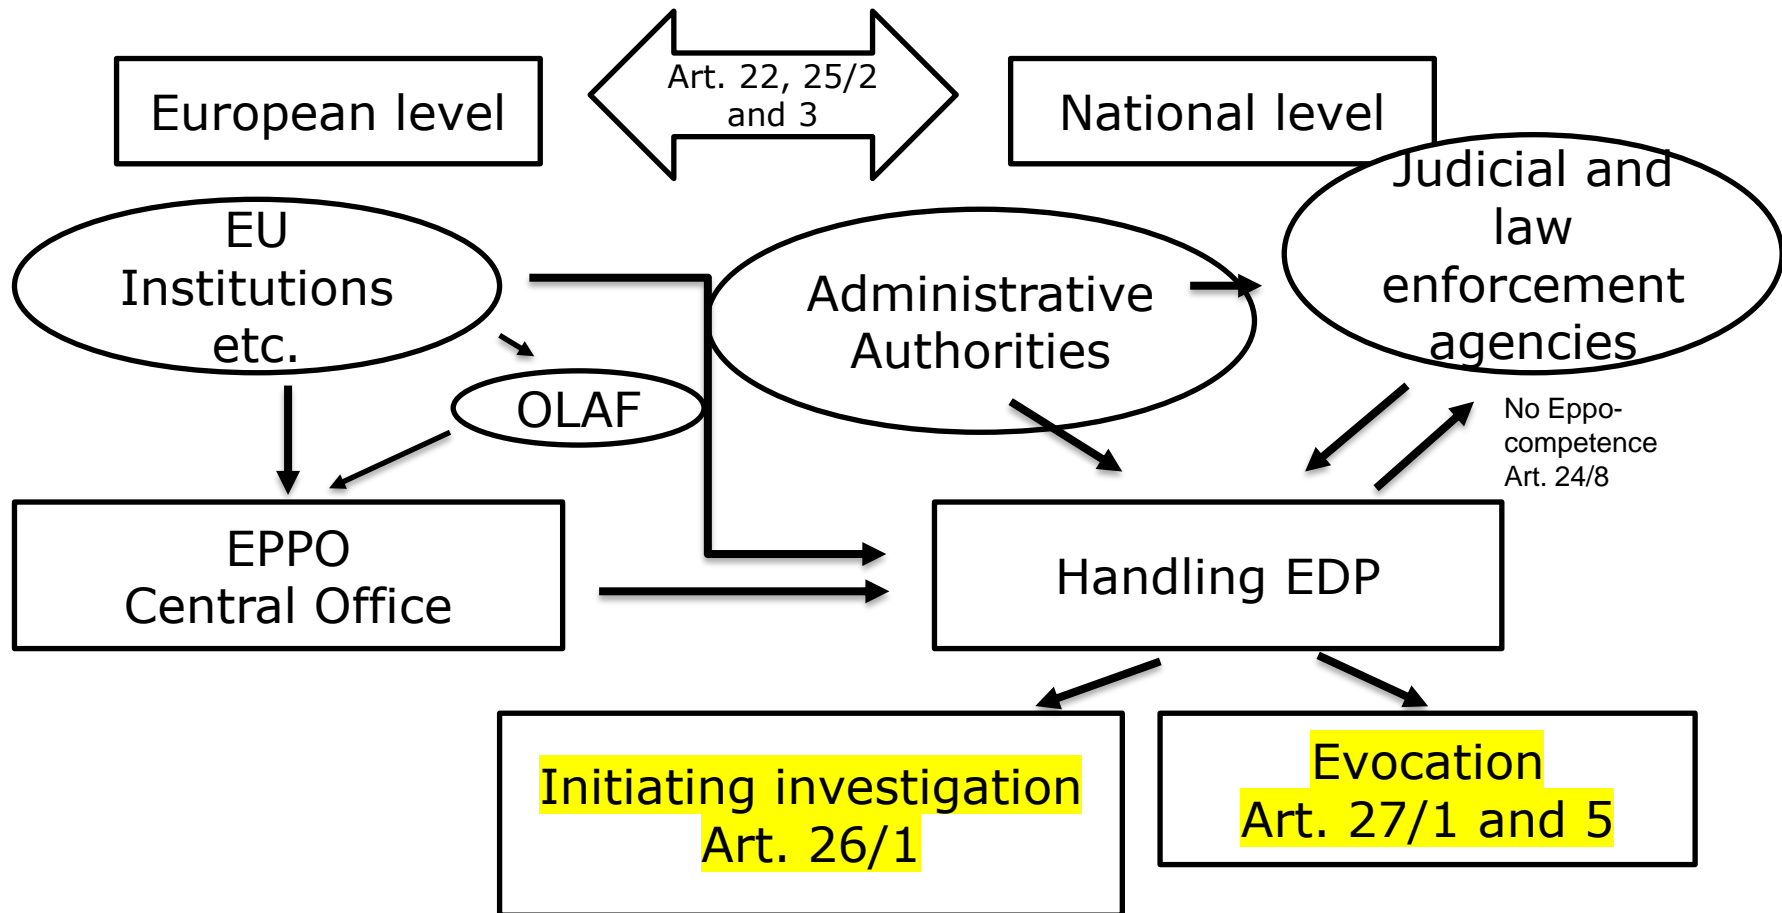 European level
Art. 22, 25/2
and 3
National level
EU
Institutions
etc.
Administrative
Authorities
Judicial and
law
enforcement
agencies
OLAF
No Eppo-
competence
Art. 24/8
EPPO
Central Office
Handling EDP
Initiating investigation
Art. 26/1
Evocation
Art. 27/1 and 5